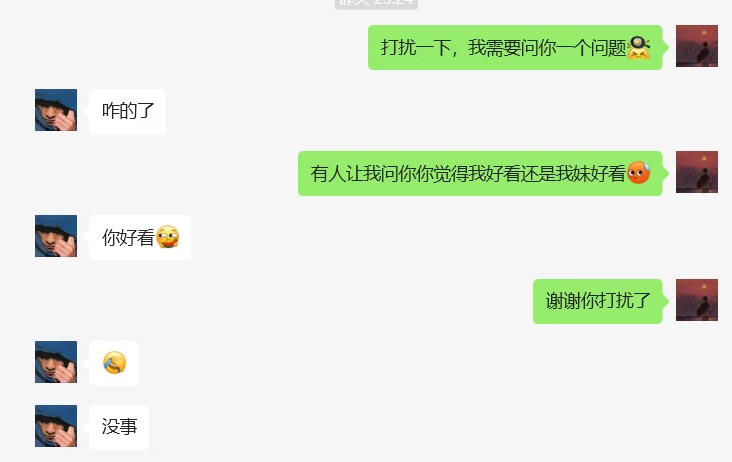 打扰一下，我需要问你一个问题
咋的了
有人让我问你你觉得我好看还是我妹好看
你好看
谢谢你打扰了
没事